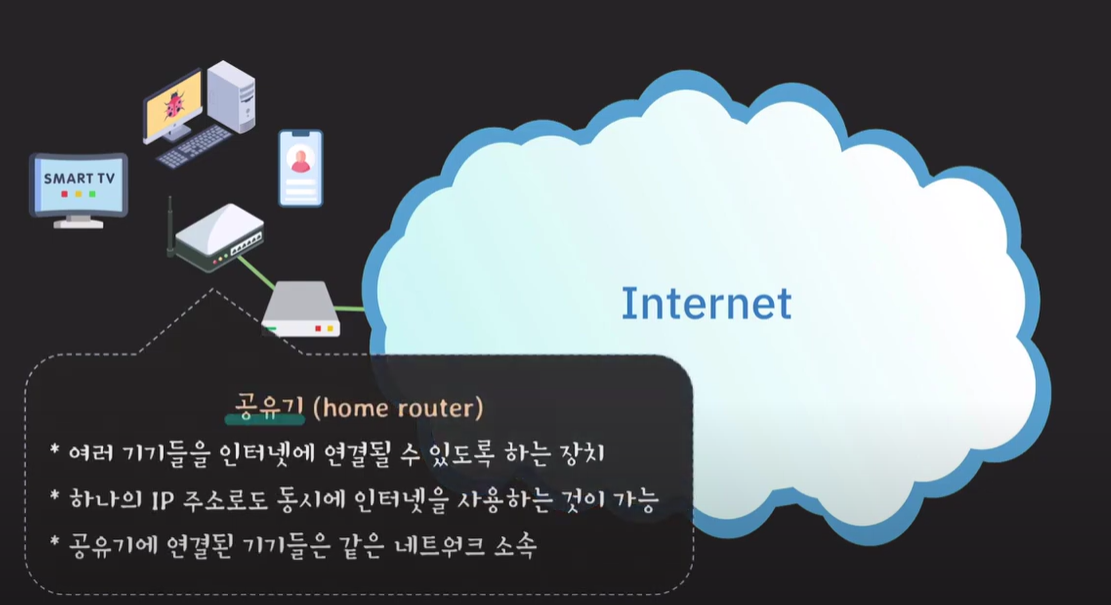 SMART TV
Internet
공유기 (home router)
* 여러 기기들을 인터넷에 연결될 수 있도록 하는 장치
* 하나의 IP 주소로도 동시에 인터넷을 사용하는 것이 가능
* 공유기에 연결된 기기들은 같은 네트워크 소속